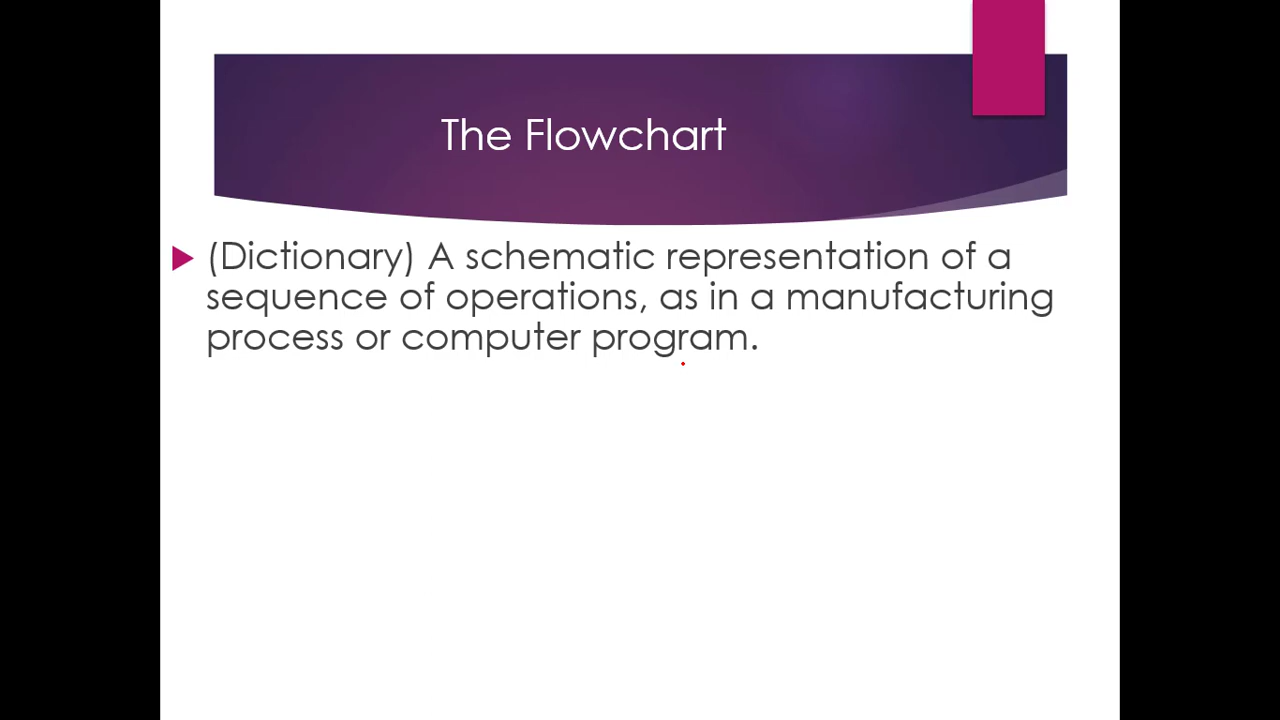 The Flowchart
(Dictionary) A schematic representation of a
sequence of operations, as in a manufacturing
process or computer program.